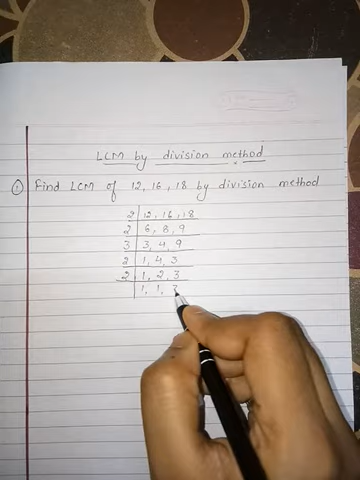 LCM by division method
① Find LCM of 12, 16, 18 by division method
2 | 12, 16, 18
2 | 6, 8, 9
3 | 3, 4, 9
2 | 1, 4, 3
2 | 1, 2, 3
| 1, 1, 3